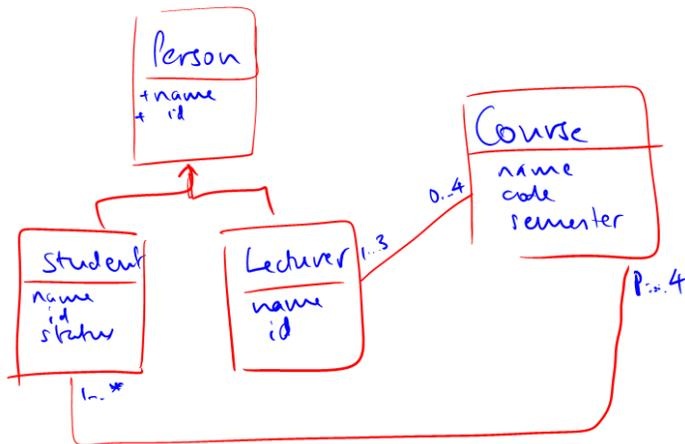 Person
+name
+ id
Course
name
code
semester
0..4
1..3
Student
name
id
status
Lecturer
name
id
1..*